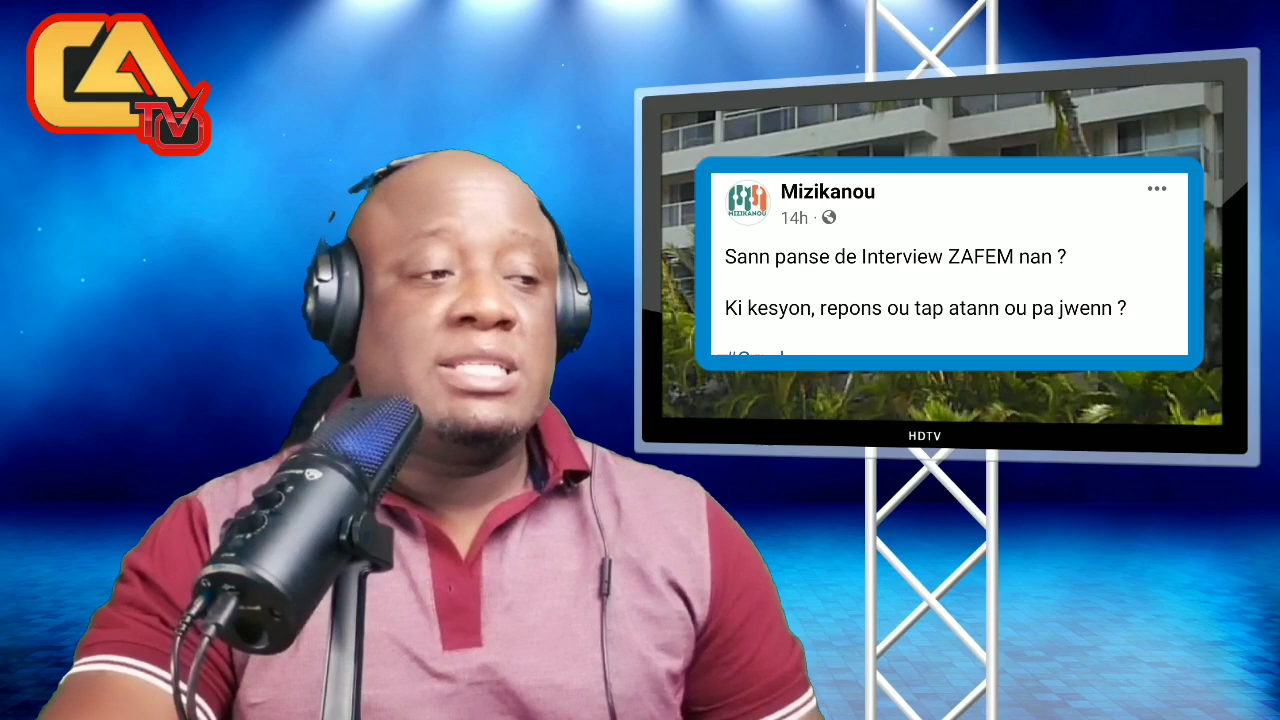 CA
TV
Mizikanou
14h ·
MIZIKANOU
Sann panse de Interview ZAFEM nan ?
Ki kesyon, repons ou tap atann ou pa jwenn ?
HDTV